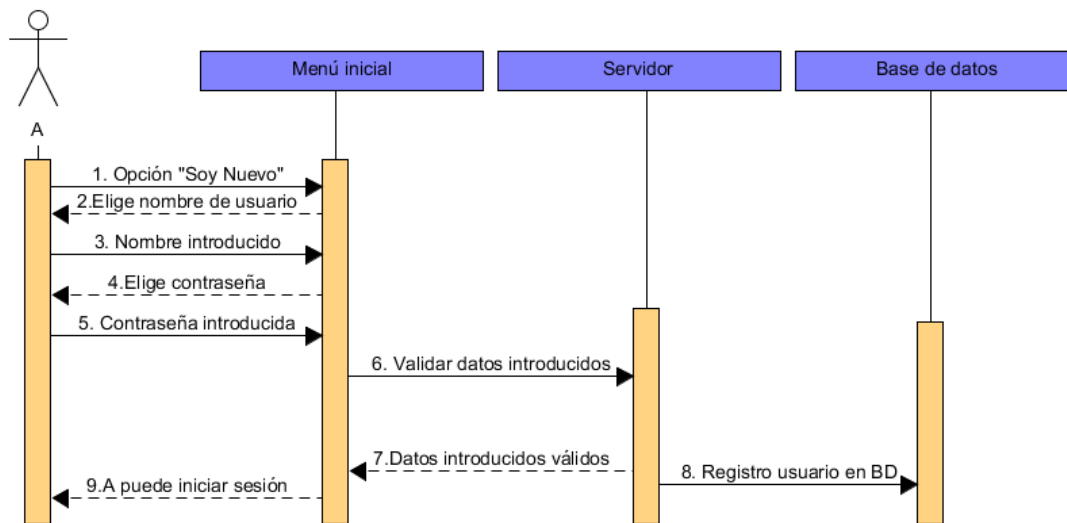 Menú inicial
Servidor
Base de datos
A
1. Opción "Soy Nuevo"
2.Elige nombre de usuario
3. Nombre introducido
4.Elige contraseña
5. Contraseña introducida
6. Validar datos introducidos
7.Datos introducidos válidos
8. Registro usuario en BD
9.A puede iniciar sesión